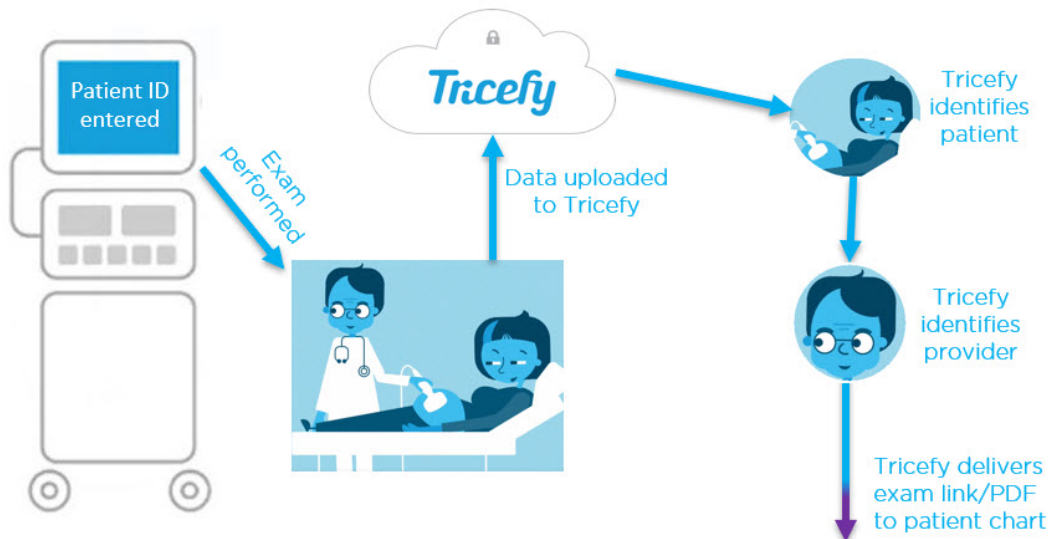 Patient ID
entered
Exam
performed
Tricefy
Data uploaded
to Tricefy
Tricefy
identifies
patient
Tricefy
identifies
provider
Tricefy delivers
exam link/PDF
to patient chart